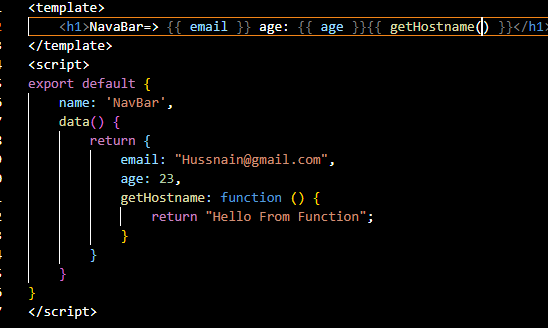 <template>
2 <h1>NavaBar=> {{ email }} age: {{ age }}{{ getHostname() }}</h1
</template>
<script>
export default {
name: 'NavBar',
data() {
return {
email: "Hussnain@gmail.com",
age: 23,
getHostname: function () {
return "Hello From Function";
}
}
}
}
</script>